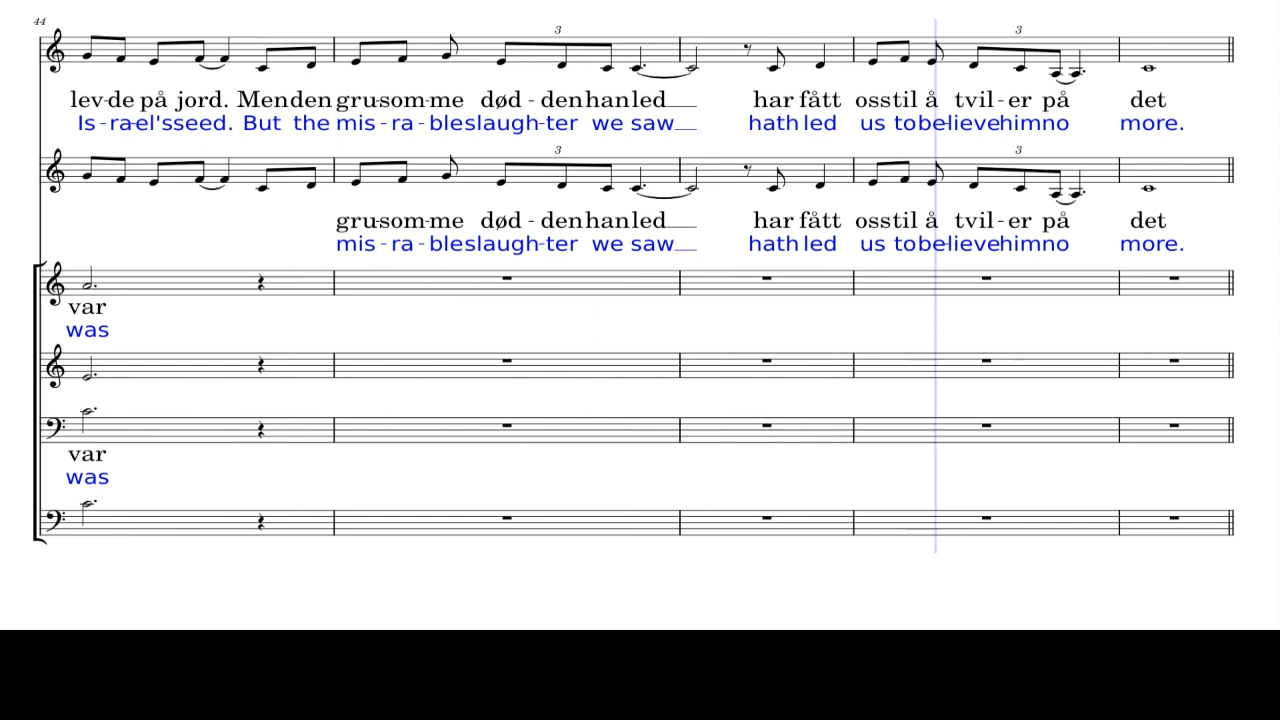 44
3 3
lev-de på jord. Men den gru-som-me død - den han led__ har fått oss til å tvil - er på det
Is - ra-el's seed. But the mis - ra - ble slaugh-ter we saw__ hath led us to be-lieve him no more.
3 3
gru-som-me død - den han led__ har fått oss til å tvil - er på det
mis - ra - ble slaugh-ter we saw__ hath led us to be-lieve him no more.
var
was
var
was